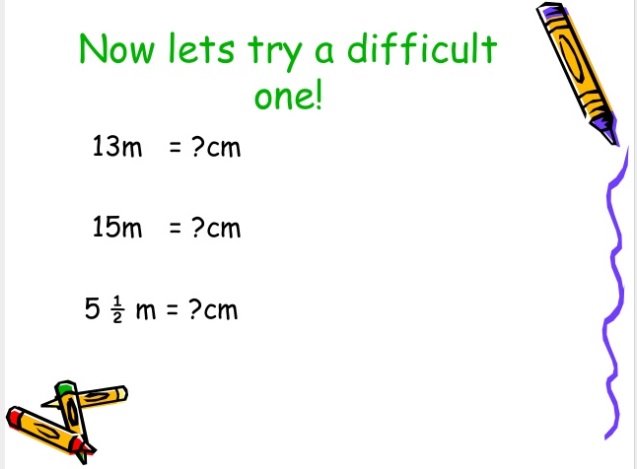 Now lets try a difficult
one!
13m = ?cm
15m = ?cm
5 ½ m = ?cm